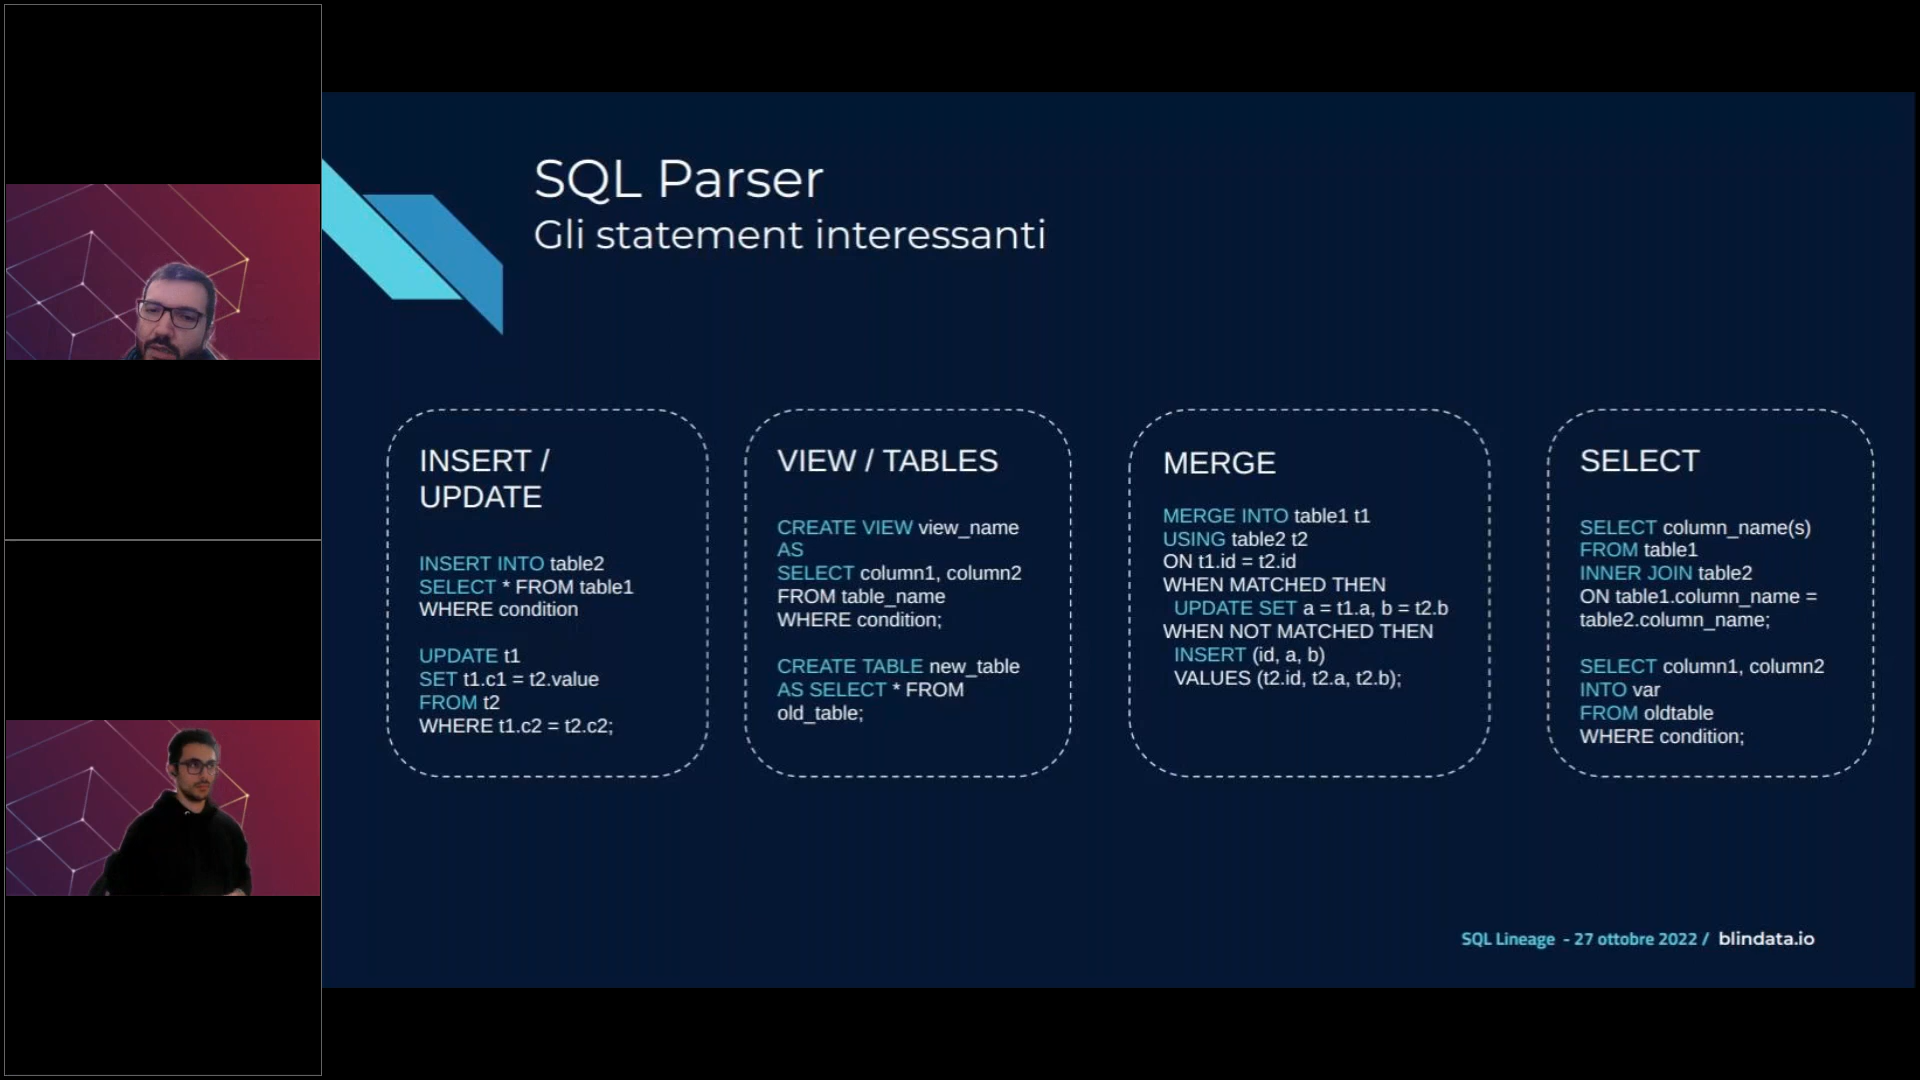 SQL Parser
Gli statement interessanti
INSERT /
UPDATE
INSERT INTO table2
SELECT * FROM table1
WHERE condition
UPDATE t1
SET t1.c1 = t2.value
FROM t2
WHERE t1.c2 = t2.c2;
VIEW / TABLES
CREATE VIEW view_name
AS
SELECT column1, column2
FROM table_name
WHERE condition;
CREATE TABLE new_table
AS SELECT * FROM
old_table;
MERGE
MERGE INTO table1 t1
USING table2 t2
ON t1.id = t2.id
WHEN MATCHED THEN
UPDATE SET a = t1.a, b = t2.b
WHEN NOT MATCHED THEN
INSERT (id, a, b)
VALUES (t2.id, t2.a, t2.b);
SELECT
SELECT column_name(s)
FROM table1
INNER JOIN table2
ON table1.column_name =
table2.column_name;
SELECT column1, column2
INTO var
FROM oldtable
WHERE condition;
SQL Lineage - 27 ottobre 2022 / blindata.io